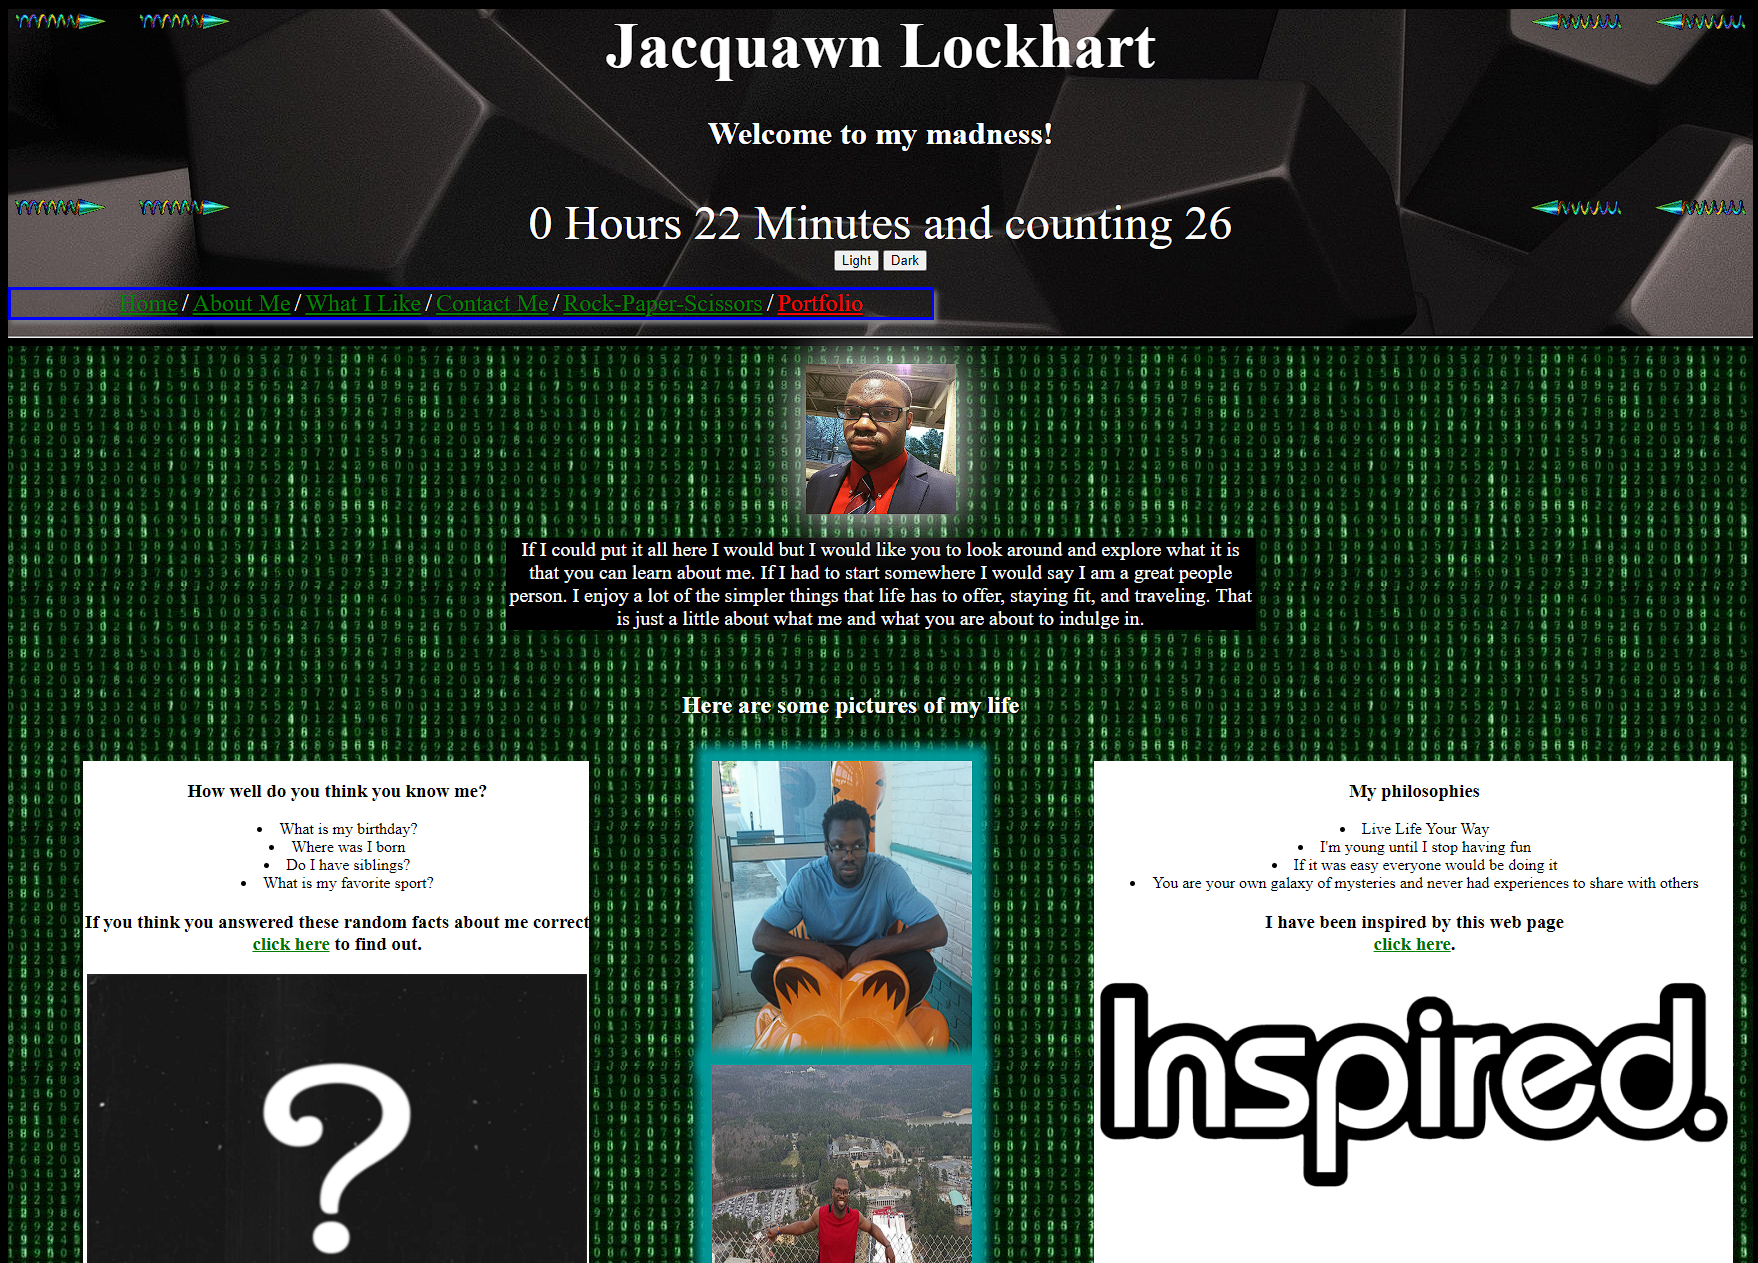 Jacquawn Lockhart
Welcome to my madness!
0 Hours 22 Minutes and counting 26
Light Dark
Home / About Me / What I Like / Contact Me / Rock-Paper-Scissors / Portfolio
If I could put it all here I would but I would like you to look around and explore what it is
that you can learn about me. If I had to start somewhere I would say I am a great people
person. I enjoy a lot of the simpler things that life has to offer, staying fit, and traveling. That
is just a little about what me and what you are about to indulge in.
Here are some pictures of my life
How well do you think you know me?
What is my birthday?
Where was I born
Do I have siblings?
What is my favorite sport?
If you think you answered these random facts about me correct
click here to find out.
?
My philosophies
Live Life Your Way
I'm young until I stop having fun
If it was easy everyone would be doing it
You are your own galaxy of mysteries and never had experiences to share with others
I have been inspired by this web page
click here.
Inspired.